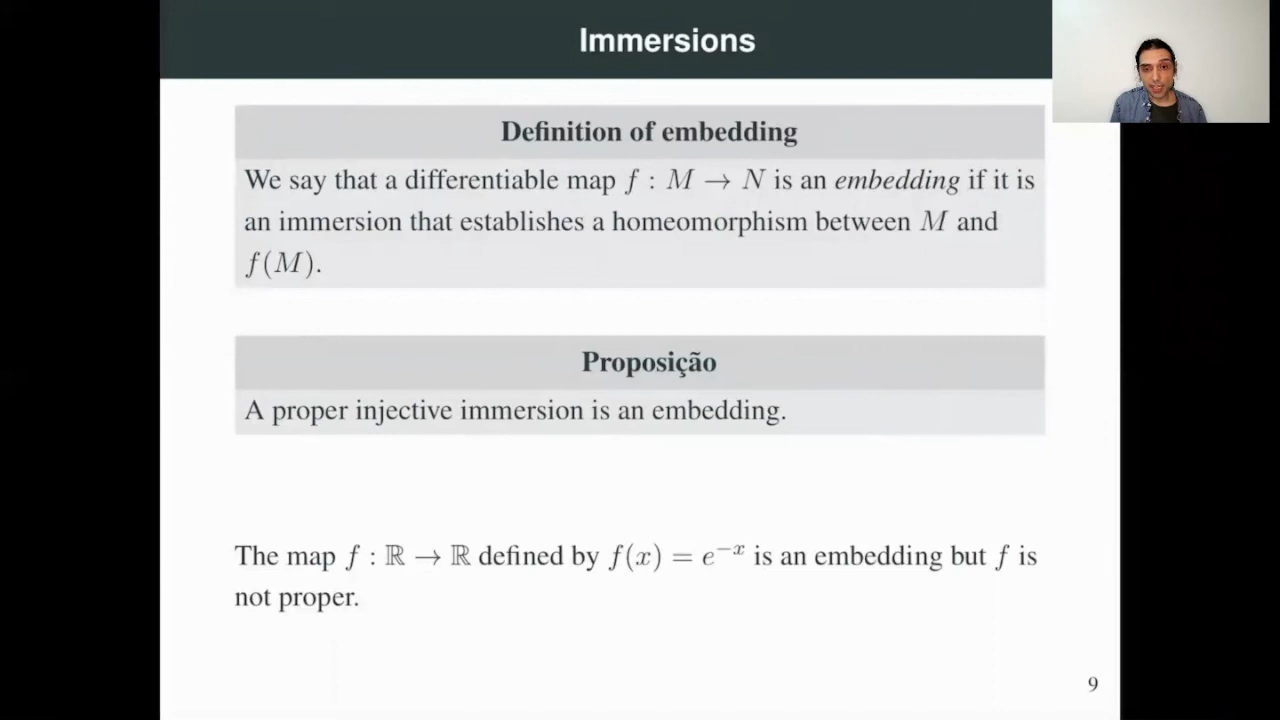 Immersions
Definition of embedding
We say that a differentiable map f : M → N is an embedding if it is
an immersion that establishes a homeomorphism between M and
f(M).
Proposição
A proper injective immersion is an embedding.
The map f : ℝ → ℝ defined by f(x) = e^{-x} is an embedding but f is
not proper.
9